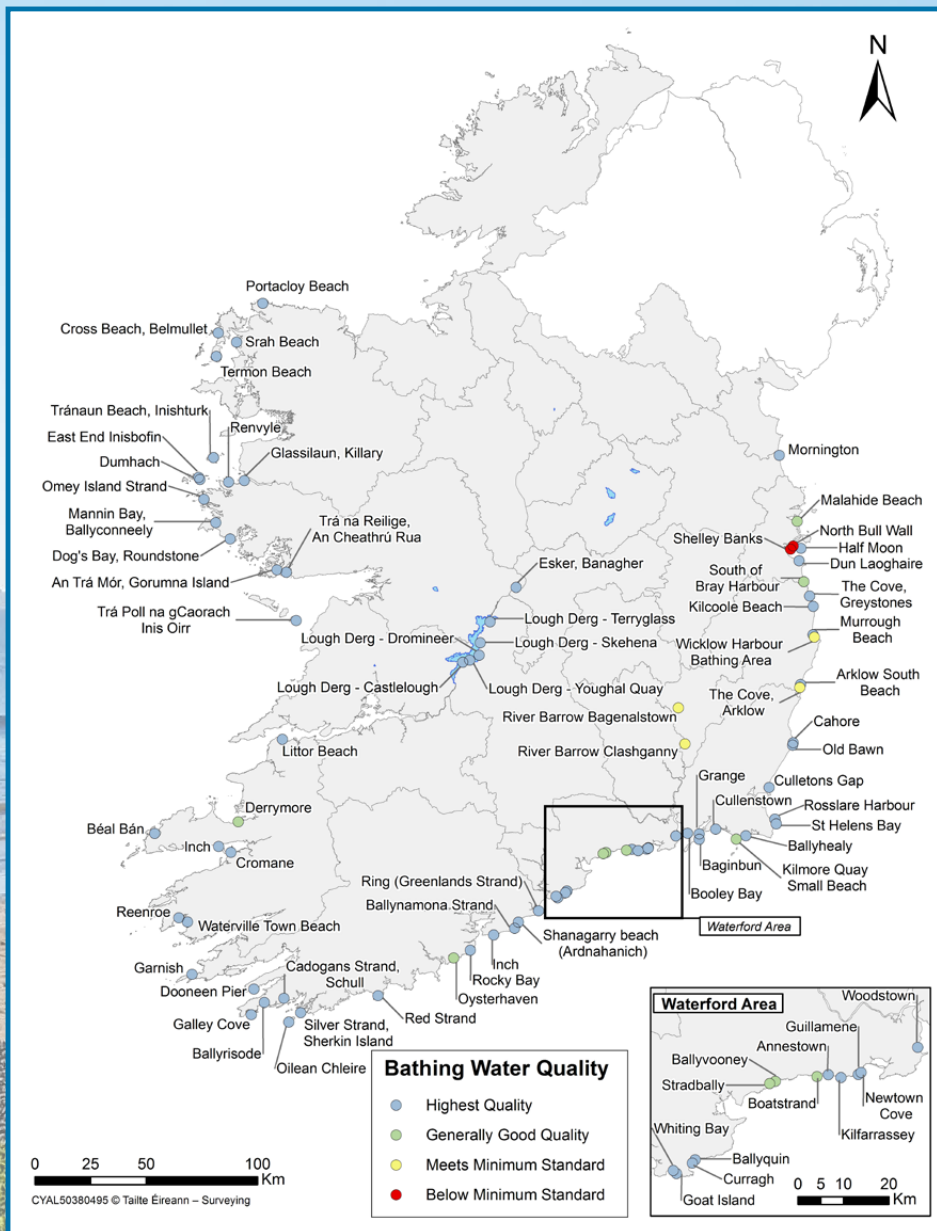 N
Portacloy Beach
Cross Beach, Belmullet
Srah Beach
Termon Beach
Tránaun Beach, Inishturk
Renvyle
East End Inisbofin
Glassilaun, Killary
Dumhach
Omey Island Strand
Mannin Bay,
Ballyconneely
Trá na Reilige,
An Cheathrú Rua
Dog's Bay, Roundstone
An Trá Mór, Gorumna Island
Trá Poll na gCaorach
Inis Oirr
Mornington
Malahide Beach
North Bull Wall
Shelley Banks
Half Moon
Dun Laoghaire
South of
Bray Harbour
The Cove,
Greystones
Kilcoole Beach
Murrough
Beach
Wicklow Harbour
Bathing Area
Arklow South
Beach
The Cove,
Arklow
Esker, Banagher
Lough Derg - Terryglass
Lough Derg - Dromineer
Lough Derg - Skehena
Lough Derg - Castlelough
Lough Derg - Youghal Quay
River Barrow Bagenalstown
River Barrow Clashganny
Cahore
Old Bawn
Littor Beach
Grange
Cullenstown
Culletons Gap
Rosslare Harbour
St Helens Bay
Ballyhealy
Kilmore Quay
Small Beach
Baginbun
Booley Bay
Derrymore
Béal Bán
Inch
Cromane
Ring (Greenlands Strand)
Ballynamona Strand
Shanagarry beach
(Ardnahanich)
Waterford Area
Reenroe
Waterville Town Beach
Garnish
Inch
Rocky Bay
Oysterhaven
Red Strand
Cadogans Strand,
Schull
Dooneen Pier
Galley Cove
Silver Strand,
Sherkin Island
Ballyrisode
Oilean Chleire
Bathing Water Quality
Highest Quality
Generally Good Quality
Meets Minimum Standard
Below Minimum Standard
Waterford Area
Woodstown
Guillamene
Annestown
Ballyvooney
Stradbally
Boatstrand
Newtown
Cove
Kilfarrassey
Whiting Bay
Ballyquin
Curragh
Goat Island
0 5 10 20
Km
0 25 50 100
Km
CYAL50380495 © Tailte Éireann – Surveying